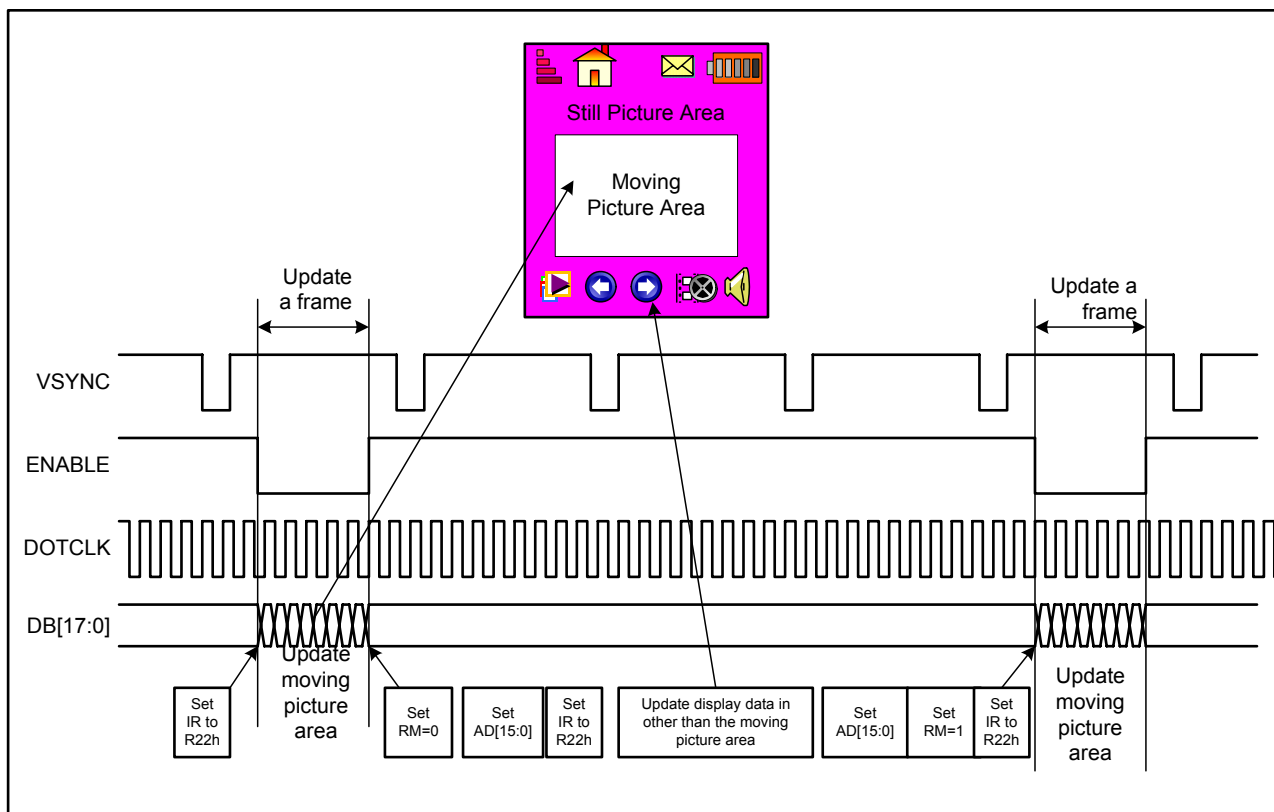 Still Picture Area
Moving
Picture Area
Update
a frame
Update a
frame
VSYNC
ENABLE
DOTCLK
DB[17:0]
Set
IR to
R22h
Update
moving
picture
area
Set
RM=0
Set
AD[15:0]
Set
IR to
R22h
Update display data in
other than the moving
picture area
Set
AD[15:0]
Set
RM=1
Set
IR to
R22h
Update
moving
picture
area